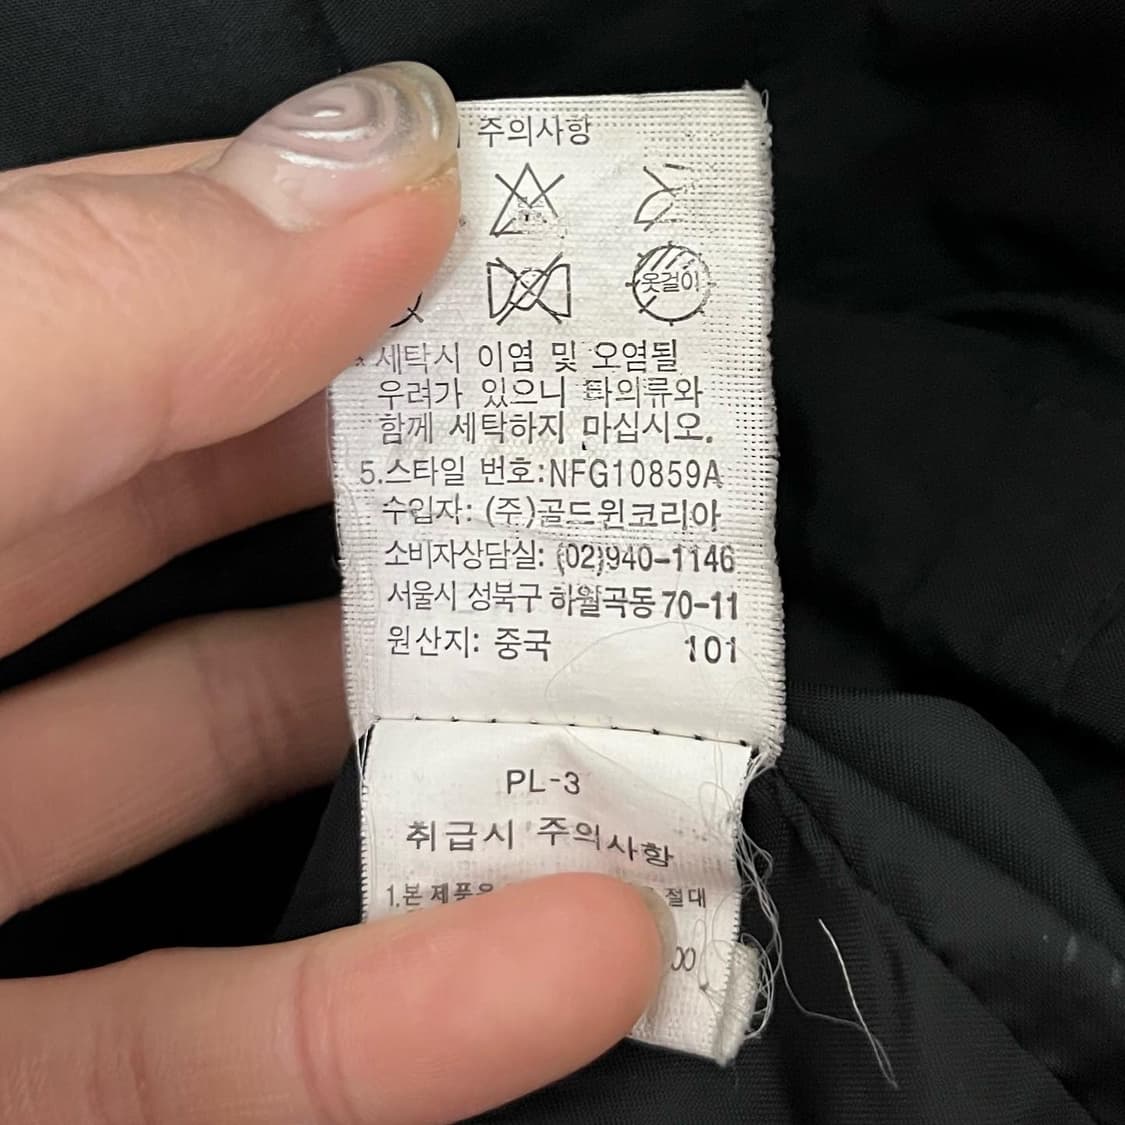 주의사항
옷걸이
세탁시 이염 및 오염될
우려가 있으니 타의류와
함께 세탁하지 마십시오.
5.스타일 번호:NFG10859A
수입자: (주)골드윈코리아
소비자상담실: (02)940-1146
서울시 성북구 하월곡동 70-11
원산지: 중국 101
PL-3
취급시 주의사항
1.본 제품은 절대